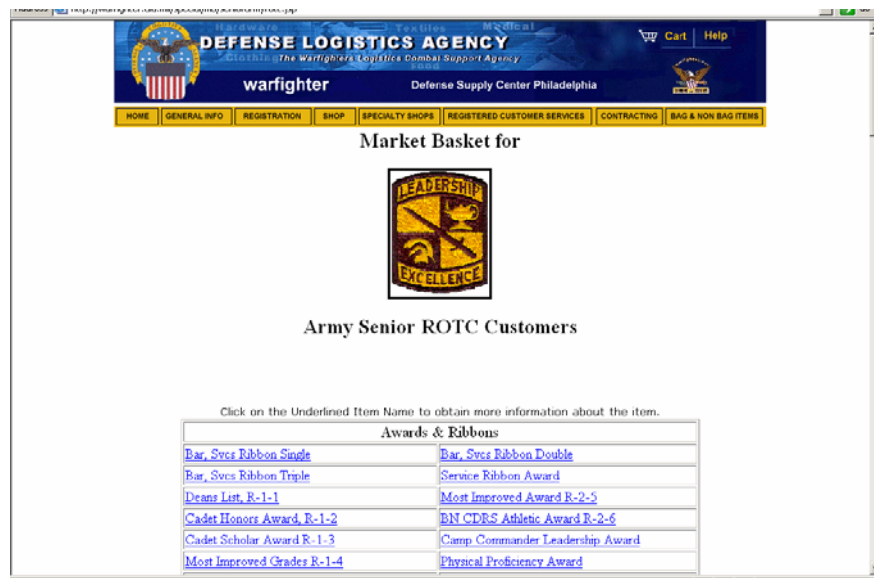 Hardware Textiles Medical
DEFENSE LOGISTICS AGENCY
Clothing The Warfighters Logistics Combat Support Agency
Food
Cart Help
warfighter Defense Supply Center Philadelphia
HOME GENERAL INFO REGISTRATION SHOP SPECIALTY SHOPS REGISTERED CUSTOMER SERVICES CONTRACTING BAG & NON BAG ITEMS
Market Basket for
LEADERSHIP
EXCELLENCE
Army Senior ROTC Customers
Click on the Underlined Item Name to obtain more information about the item.
Awards & Ribbons
Bar, Svcs Ribbon Single Bar, Svcs Ribbon Double
Bar, Svcs Ribbon Triple Service Ribbon Award
Deans List, R-1-1 Most Improved Award R-2-5
Cadet Honors Award, R-1-2 BN CDRS Athletic Award R-2-6
Cadet Scholar Award R-1-3 Camp Commander Leadership Award
Most Improved Grades R-1-4 Physical Proficiency Award